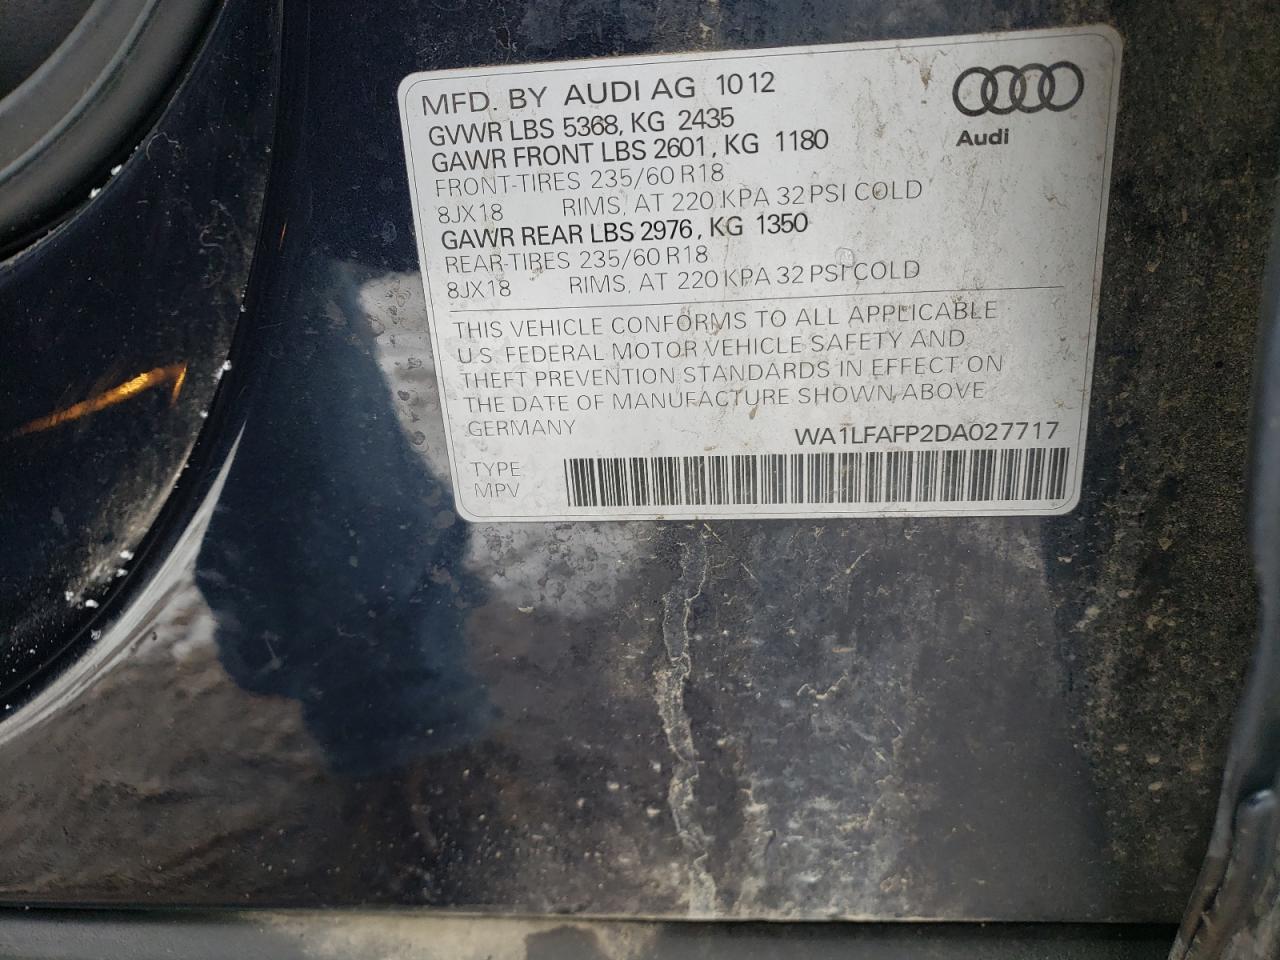 MFD. BY AUDI AG 10 12
GVWR LBS 5368, KG 2435
GAWR FRONT LBS 2601, KG 1180
FRONT-TIRES 235/60 R18
8JX18 RIMS, AT 220 KPA 32 PSI COLD
GAWR REAR LBS 2976, KG 1350
REAR-TIRES 235/60 R18
8JX18 RIMS, AT 220 KPA 32 PSI COLD
Audi
THIS VEHICLE CONFORMS TO ALL APPLICABLE
U.S. FEDERAL MOTOR VEHICLE SAFETY AND
THEFT PREVENTION STANDARDS IN EFFECT ON
THE DATE OF MANUFACTURE SHOWN ABOVE
GERMANY
WA1LFAFP2DA027717
TYPE
MPV